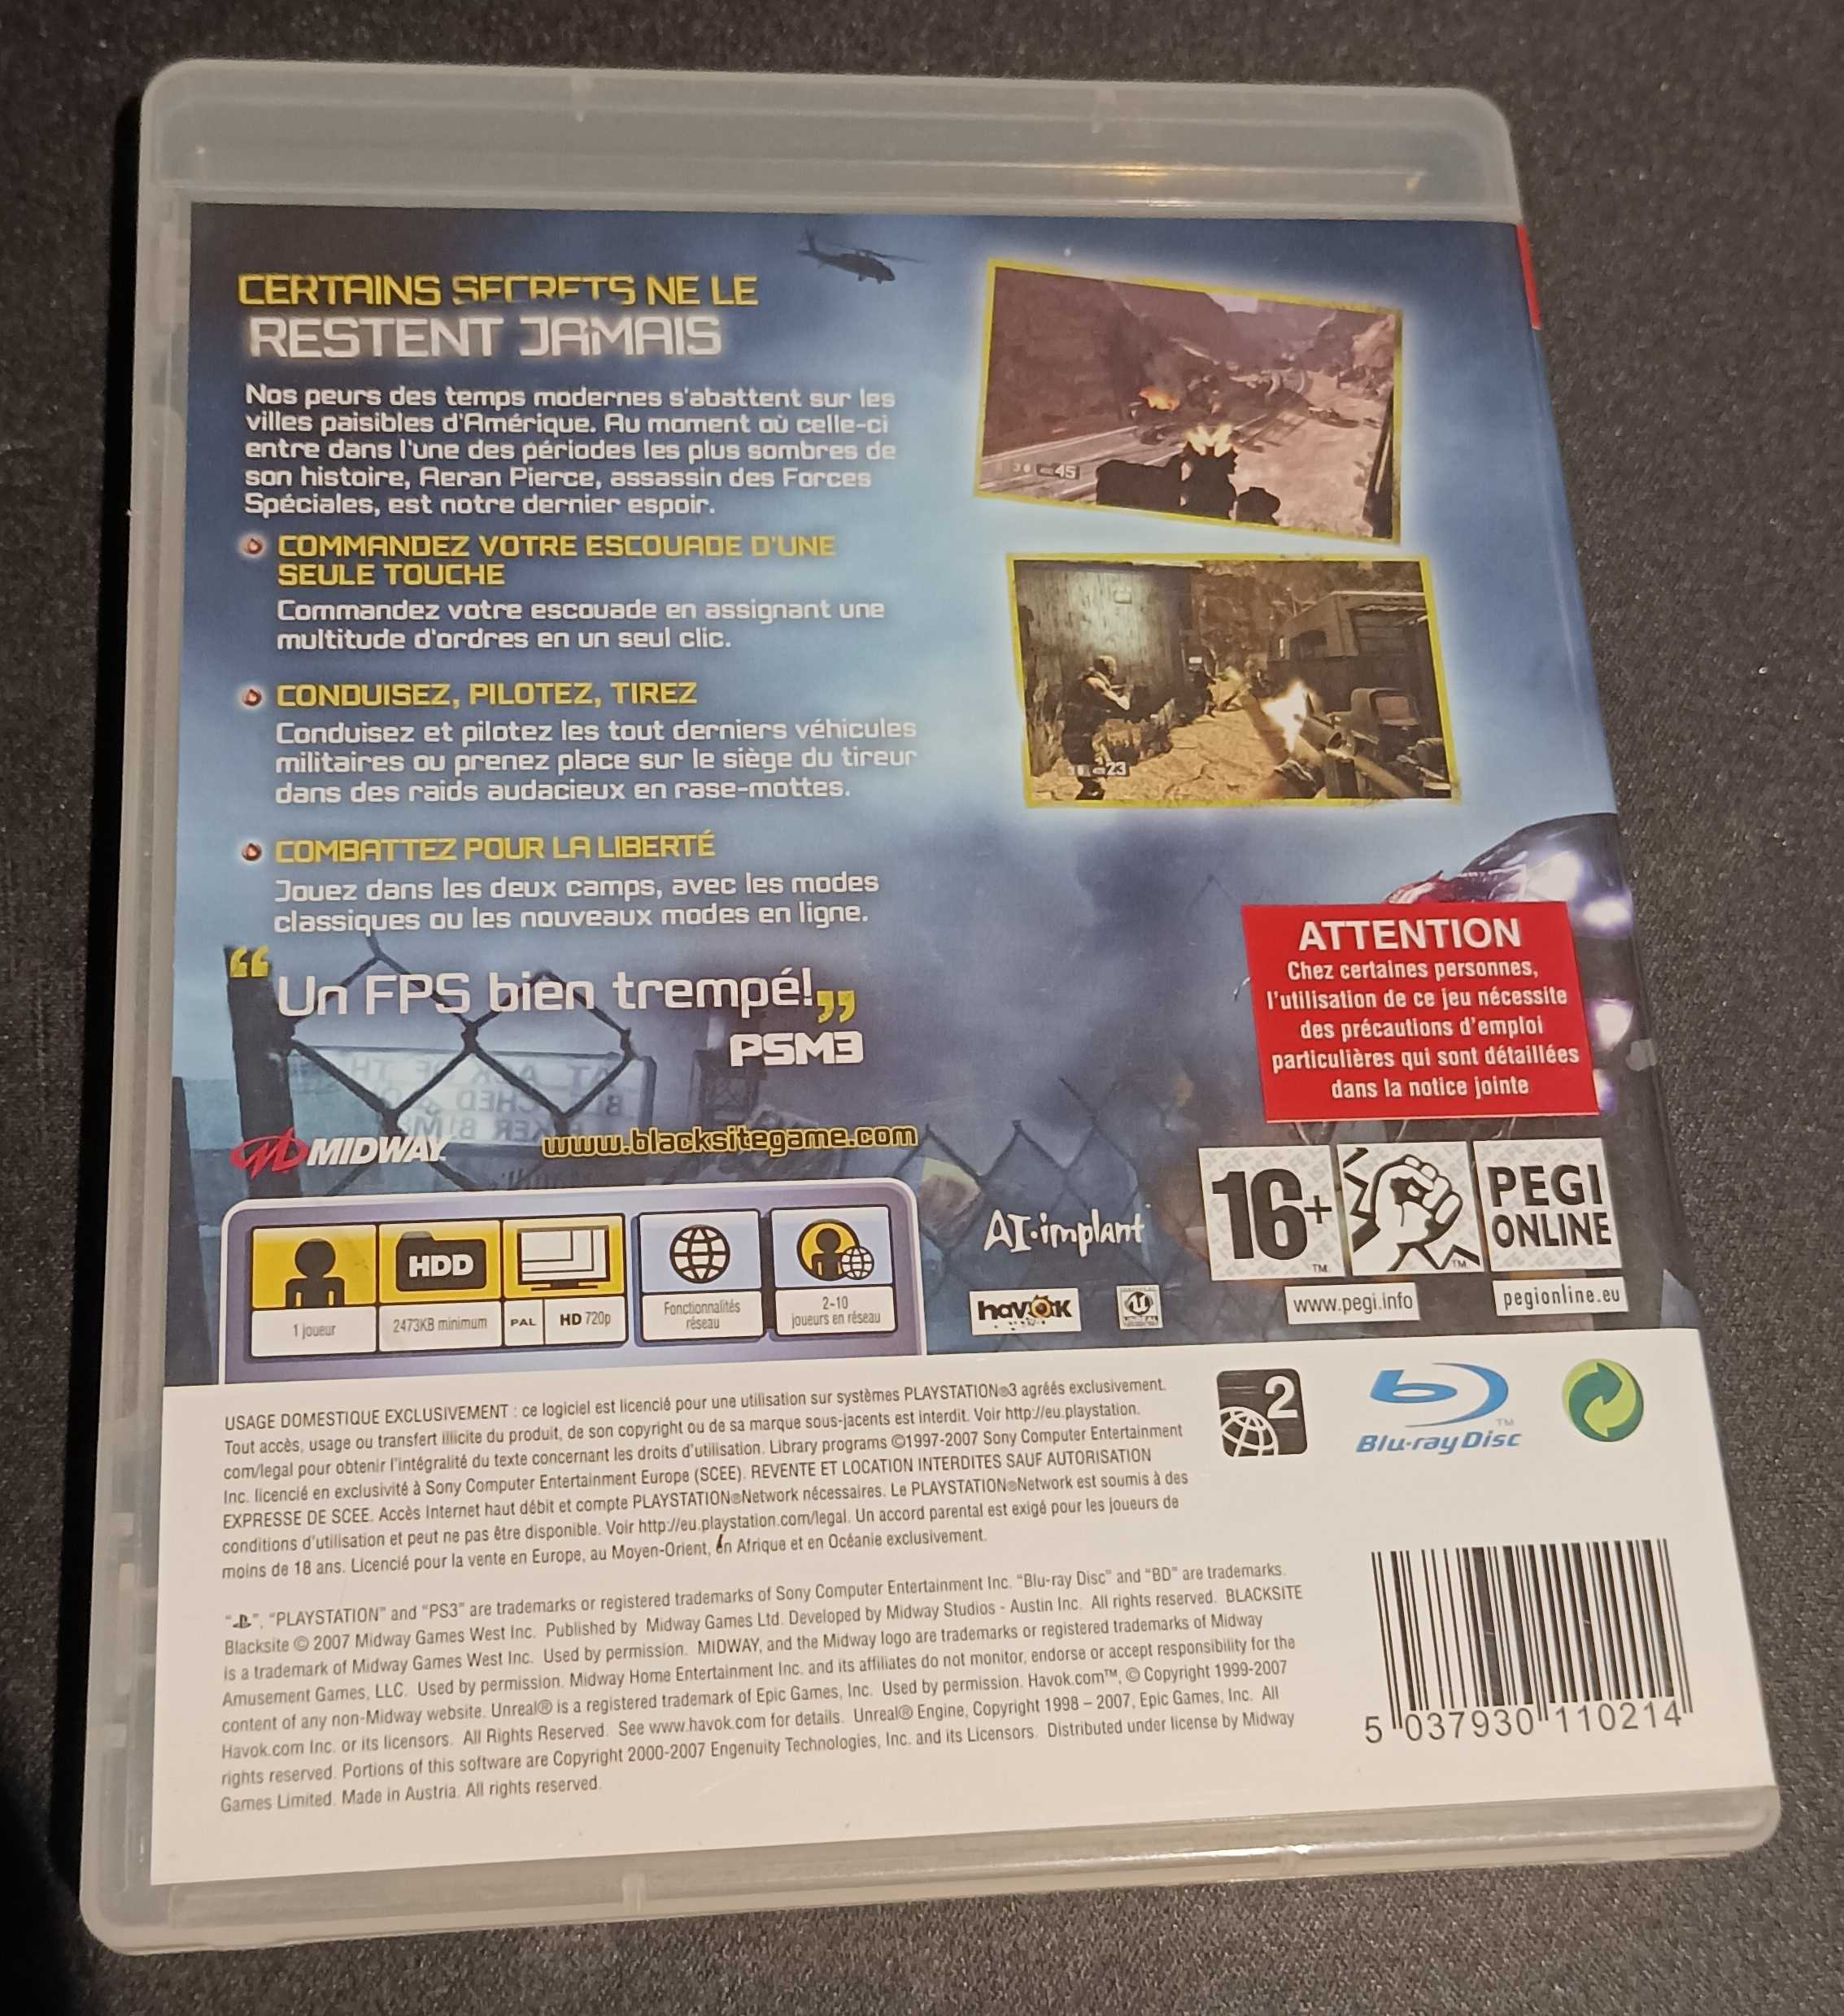 CERTAINS SECRETS NE LE
RESTENT JAMAIS
Nos peurs des temps modernes s'abattent sur les
villes paisibles d'Amérique. Au moment où celle-ci
entre dans l'une des périodes les plus sombres de
son histoire, Aeran Pierce, assassin des Forces
Spéciales, est notre dernier espoir.
COMMANDEZ VOTRE ESCOUADE D'UNE
SEULE TOUCHE
Commandez votre escouade en assignant une
multitude d'ordres en un seul clic.
CONDUISEZ, PILOTEZ, TIREZ
Conduisez et pilotez les tout derniers véhicules
militaires ou prenez place sur le siège du tireur
dans des raids audacieux en rase-mottes.
COMBATTEZ POUR LA LIBERTÉ
Jouez dans les deux camps, avec les modes
classiques ou les nouveaux modes en ligne.
“Un FPS bien trempé!”
PSM3
45
23
ATTENTION
Chez certaines personnes,
l'utilisation de ce jeu nécessite
des précautions d'emploi
particulières qui sont détaillées
dans la notice jointe
MIDWAY
www.blacksitegame.com
HDD
1 joueur
2473KB minimum
PAL
HD 720p
Fonctionnalités
réseau
2-10
joueurs en réseau
AI.implant
havok
UNREAL
16+
TM
TM
PEGI
ONLINE
www.pegi.info
pegionline.eu
USAGE DOMESTIQUE EXCLUSIVEMENT : ce logiciel est licencié pour une utilisation sur systèmes PLAYSTATION®3 agréés exclusivement.
Tout accès, usage ou transfert illicite du produit, de son copyright ou de sa marque sous-jacents est interdit. Voir http://eu.playstation.
com/legal pour obtenir l'intégralité du texte concernant les droits d'utilisation. Library programs ©1997-2007 Sony Computer Entertainment
Inc. licencié en exclusivité à Sony Computer Entertainment Europe (SCEE). REVENTE ET LOCATION INTERDITES SAUF AUTORISATION
EXPRESSE DE SCEE. Accès Internet haut débit et compte PLAYSTATION®Network nécessaires. Le PLAYSTATION®Network est soumis à des
conditions d'utilisation et peut ne pas être disponible. Voir http://eu.playstation.com/legal. Un accord parental est exigé pour les joueurs de
moins de 18 ans. Licencié pour la vente en Europe, au Moyen-Orient, en Afrique et en Océanie exclusivement.
2
Blu-ray Disc
TM
“ ”, “PLAYSTATION” and “PS3” are trademarks or registered trademarks of Sony Computer Entertainment Inc. “Blu-ray Disc” and “BD” are trademarks.
Blacksite © 2007 Midway Games West Inc. Published by Midway Games Ltd. Developed by Midway Studios - Austin Inc. All rights reserved. BLACKSITE
is a trademark of Midway Games West Inc. Used by permission. MIDWAY, and the Midway logo are trademarks or registered trademarks of Midway
Amusement Games, LLC. Used by permission. Midway Home Entertainment Inc. and its affiliates do not monitor, endorse or accept responsibility for the
content of any non-Midway website. Unreal® is a registered trademark of Epic Games, Inc. Used by permission. Havok.com™, © Copyright 1999-2007
Havok.com Inc. or its licensors. All Rights Reserved. See www.havok.com for details. Unreal® Engine, Copyright 1998 – 2007, Epic Games, Inc. All
rights reserved. Portions of this software are Copyright 2000-2007 Engenuity Technologies, Inc. and its Licensors. Distributed under license by Midway
Games Limited. Made in Austria. All rights reserved.
5 037930 110214